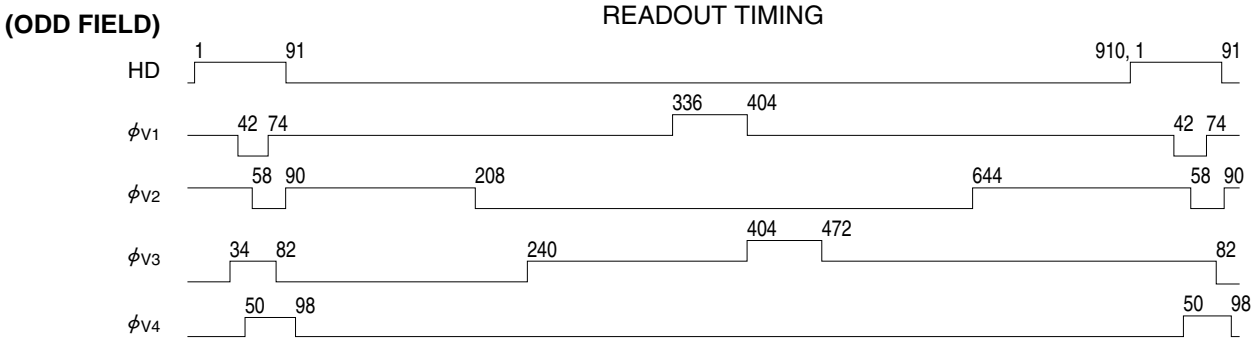 READOUT TIMING
(ODD FIELD)
HD 1 91 910, 1 91
ϕV1 42 74 336 404 42 74
ϕV2 58 90 208 644 58 90
ϕV3 34 82 240 404 472 82
ϕV4 50 98 50 98